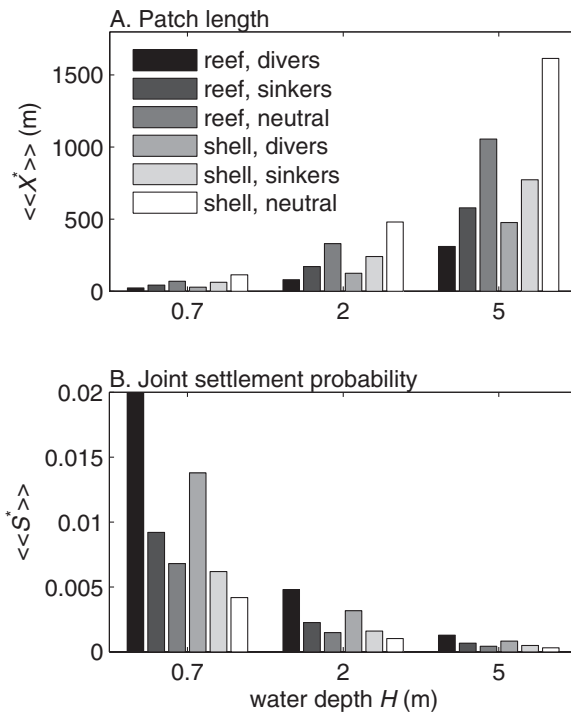 A. Patch length
<<X*>> (m)
1500
1000
500
0
reef, divers
reef, sinkers
reef, neutral
shell, divers
shell, sinkers
shell, neutral
0.7 2 5
B. Joint settlement probability
<<S*>>
0.02
0.015
0.01
0.005
0
0.7 2 5
water depth H (m)